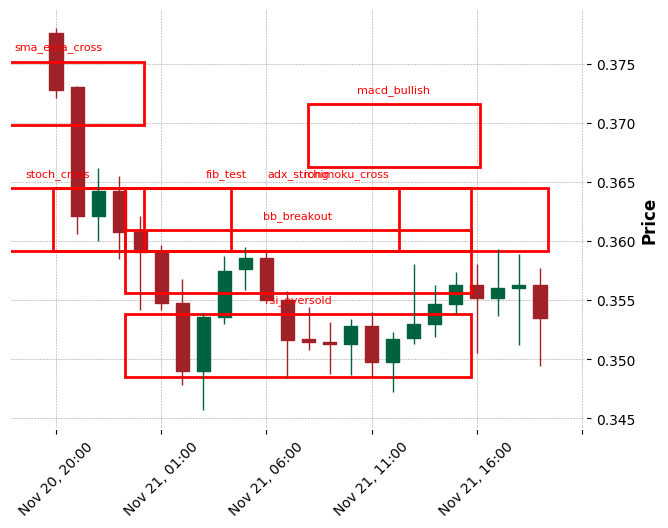 sma_ema_cross
0.375
macd_bullish
0.370
stoch_cross
fib_test
adx_strong
ichimoku_cross
0.365
bb_breakout
0.360
Price
rsi_oversold
0.355
0.350
0.345
Nov 20, 20:00
Nov 21, 01:00
Nov 21, 06:00
Nov 21, 11:00
Nov 21, 16:00